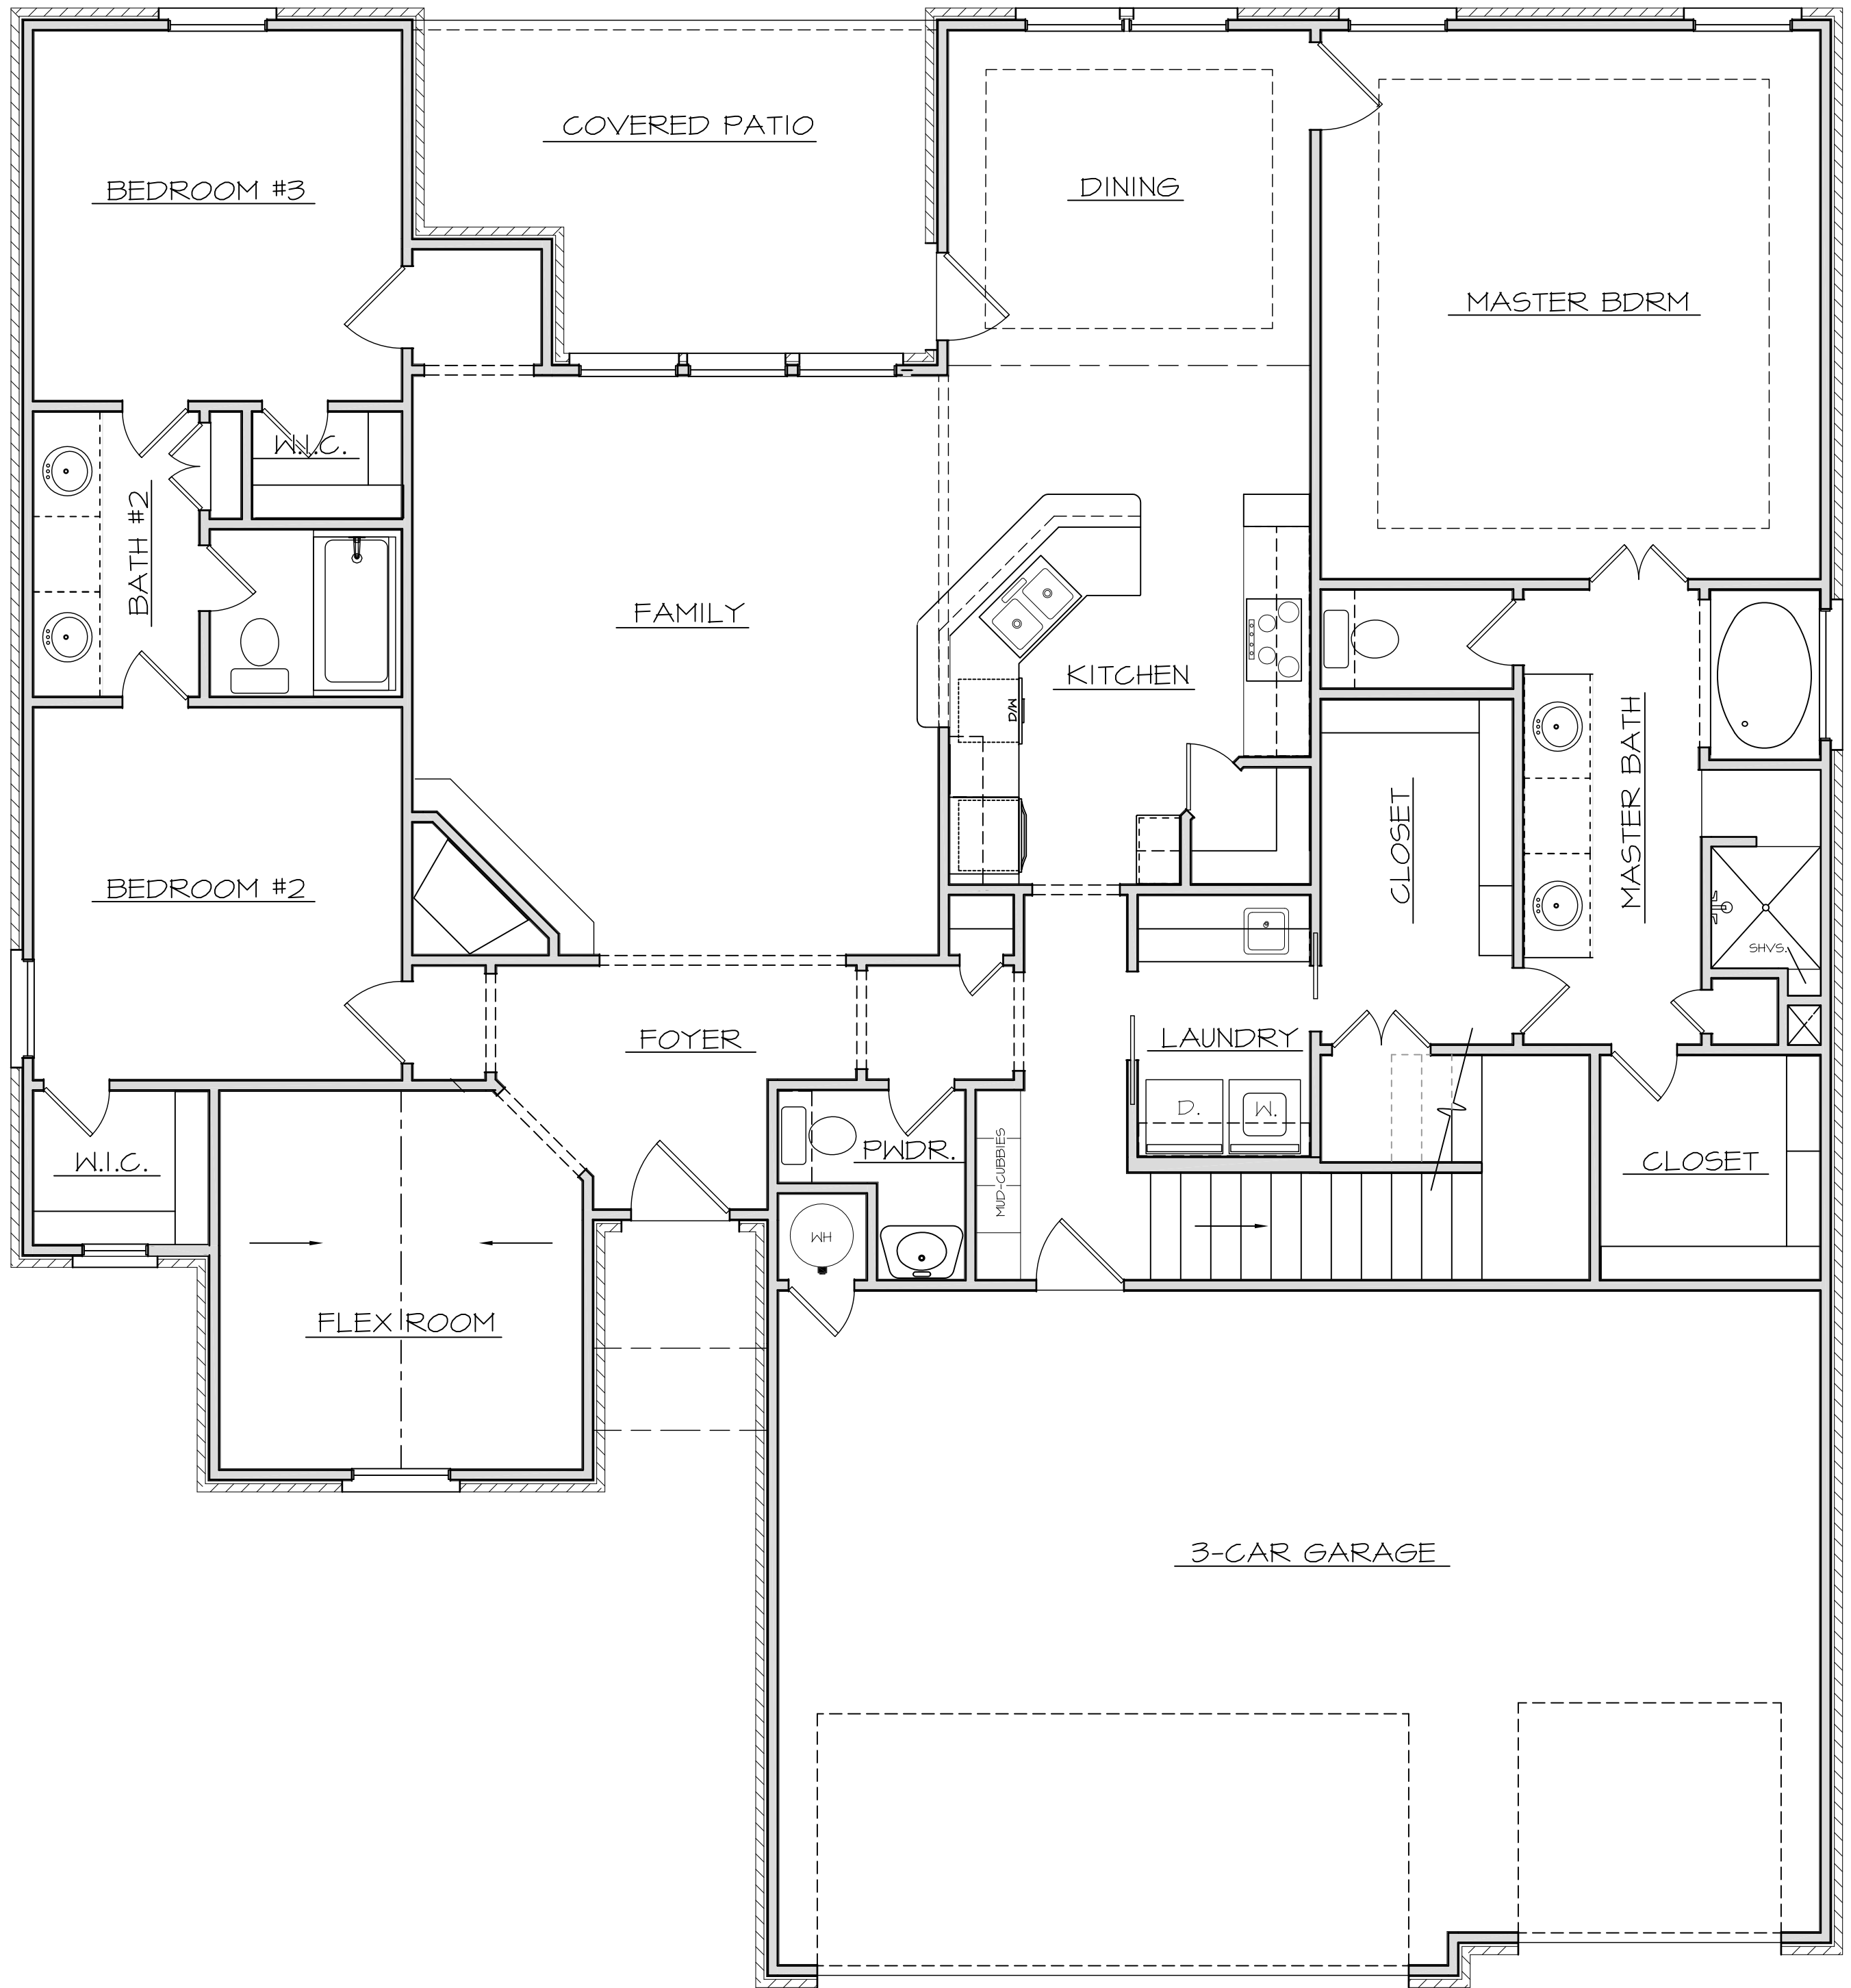 COVERED PATIO
BEDROOM #3
DINING
MASTER BDRM
W.I.C.
BATH #2
FAMILY
KITCHEN
D/W
MASTER BATH
CLOSET
BEDROOM #2
SHVS.
FOYER
LAUNDRY
D.
W.
PWDR.
MUD-CUBBIES
W.I.C.
CLOSET
WH
FLEX ROOM
3-CAR GARAGE